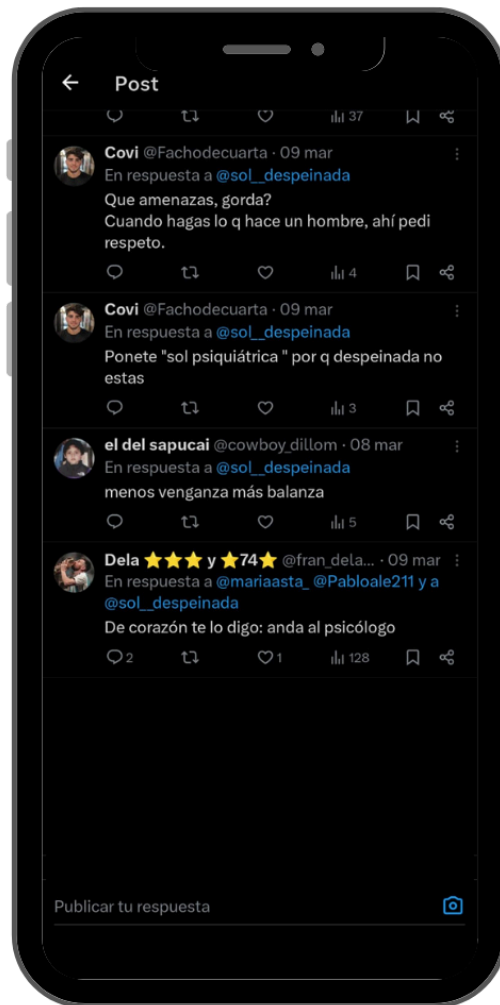 Post
37
Covi @Fachodecuarta · 09 mar
En respuesta a @sol__despeinada
Que amenazas, gorda?
Cuando hagas lo q hace un hombre, ahí pedi
respeto.
4
Covi @Fachodecuarta · 09 mar
En respuesta a @sol__despeinada
Ponete "sol psiquiátrica " por q despeinada no
estas
3
el del sapucai @cowboy_dillom · 08 mar
En respuesta a @sol__despeinada
menos venganza más balanza
5
Dela ⭐⭐⭐ y ⭐74⭐ @fran_dela... · 09 mar
En respuesta a @mariaasta_ @Pabloale211 y a
@sol__despeinada
De corazón te lo digo: anda al psicólogo
2 1 128
Publicar tu respuesta